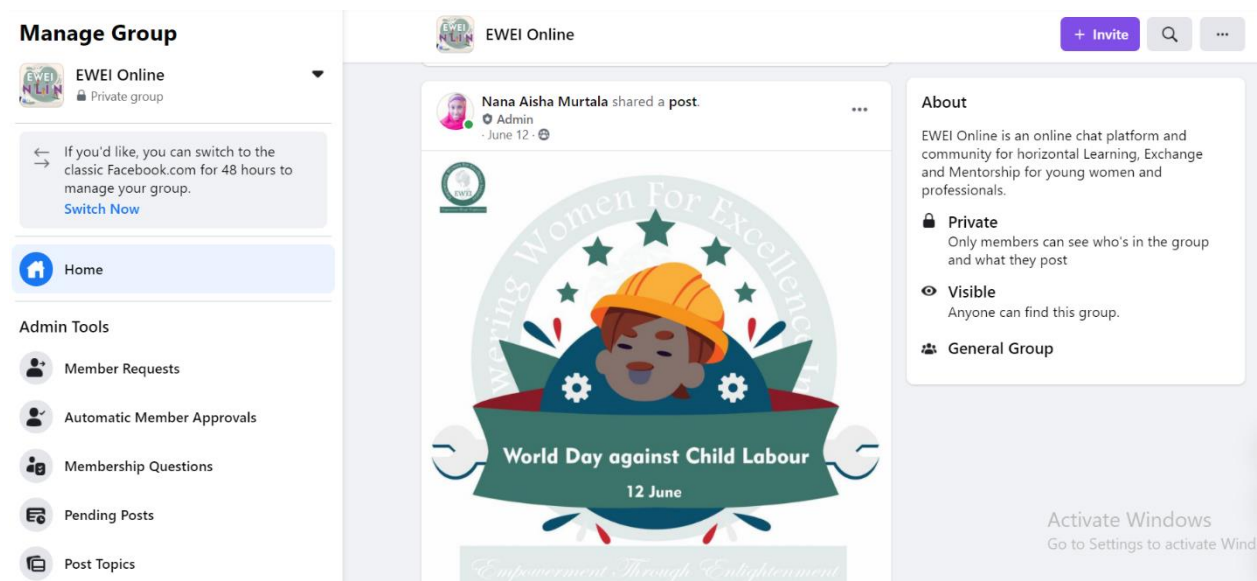 Manage Group
EWEI Online
Private group
If you'd like, you can switch to the
classic Facebook.com for 48 hours to
manage your group.
Switch Now
Home
Admin Tools
Member Requests
Automatic Member Approvals
Membership Questions
Pending Posts
Post Topics
EWEI Online
+ Invite
Nana Aisha Murtala shared a post.
Admin
· June 12 ·
EWEI
Women For Excellence In
World Day against Child Labour
12 June
Empowerment Through Enlightenment
About
EWEI Online is an online chat platform and
community for horizontal Learning, Exchange
and Mentorship for young women and
professionals.
Private
Only members can see who's in the group
and what they post
Visible
Anyone can find this group.
General Group
Activate Windows
Go to Settings to activate Wind